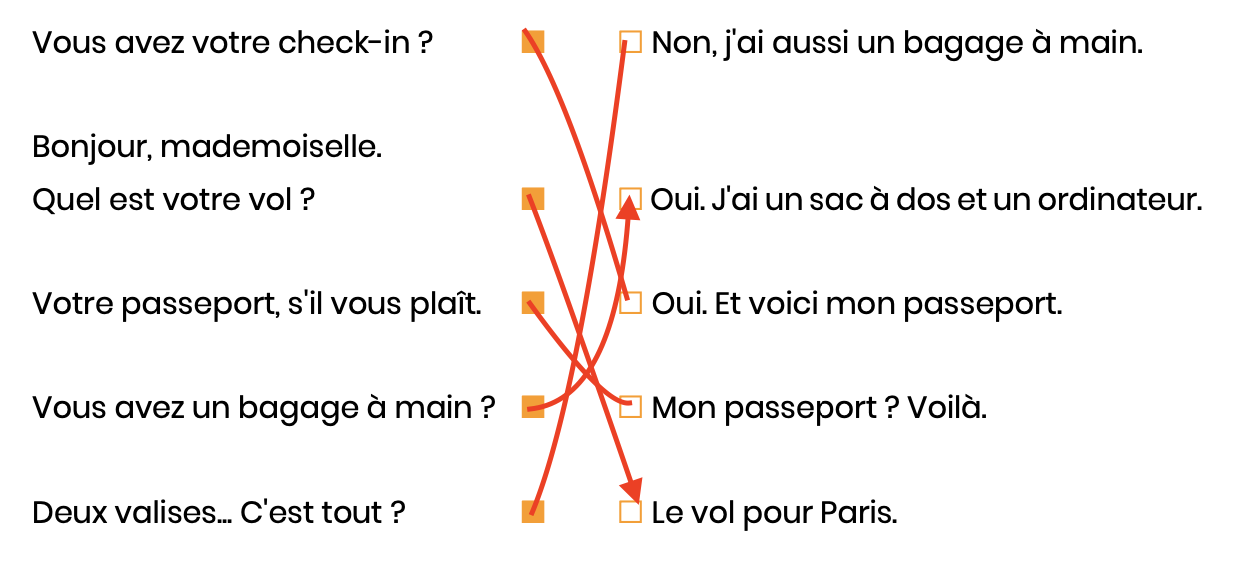 Vous avez votre check-in ?
Non, j'ai aussi un bagage à main.
Bonjour, mademoiselle.
Quel est votre vol ?
Oui. J'ai un sac à dos et un ordinateur.
Votre passeport, s'il vous plaît.
Oui. Et voici mon passeport.
Vous avez un bagage à main ?
Mon passeport ? Voilà.
Deux valises... C'est tout ?
Le vol pour Paris.